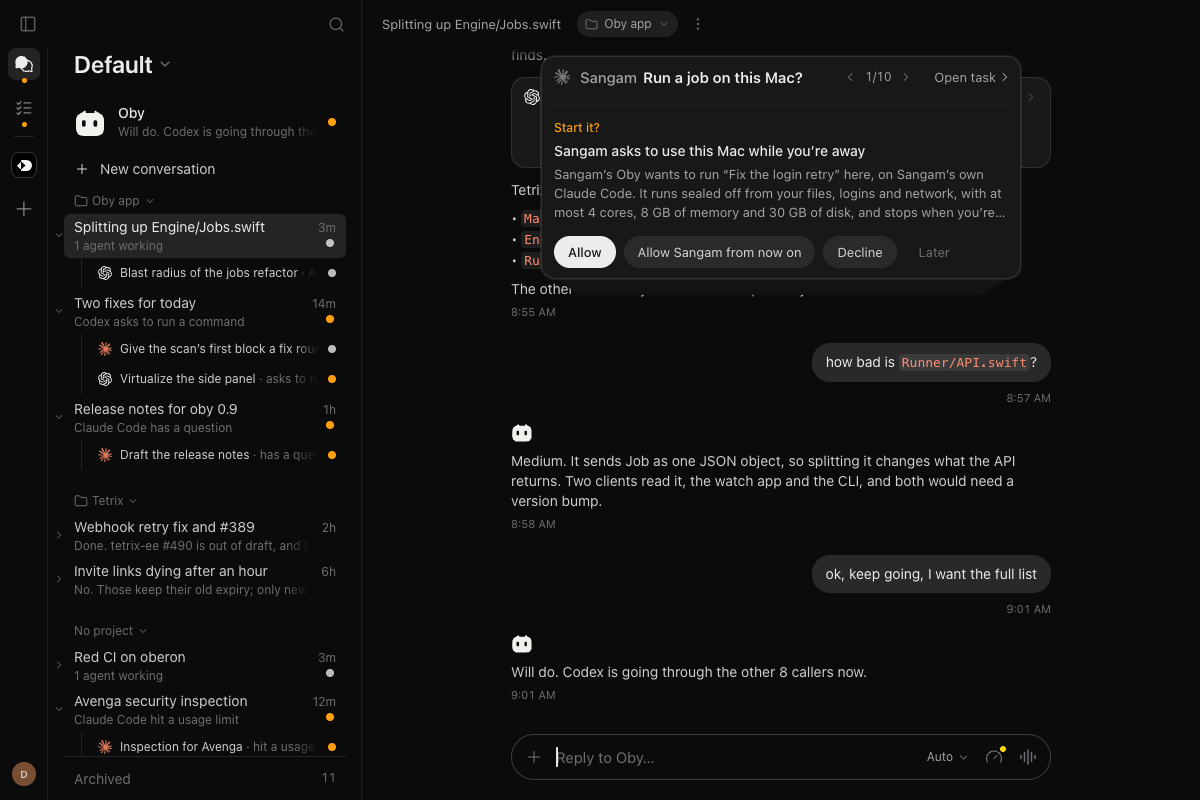 Default
Oby
Will do. Codex is going through the
New conversation
Oby app
Splitting up Engine/Jobs.swift 3m
1 agent working
Blast radius of the jobs refactor · A
Two fixes for today 14m
Codex asks to run a command
Give the scan's first block a fix rou
Virtualize the side panel · asks to r
Release notes for oby 0.9 1h
Claude Code has a question
Draft the release notes · has a que
Tetrix
Webhook retry fix and #389 2h
Done. tetrix-ee #490 is out of draft, and
Invite links dying after an hour 6h
No. Those keep their old expiry; only new
No project
Red CI on oberon 3m
1 agent working
Avenga security inspection 12m
Claude Code hit a usage limit
Inspection for Avenga · hit a usage
Archived 11
D
Splitting up Engine/Jobs.swift Oby app
finds.
Sangam Run a job on this Mac? 1/10 Open task
Start it?
Sangam asks to use this Mac while you're away
Sangam's Oby wants to run “Fix the login retry” here, on Sangam's own
Claude Code. It runs sealed off from your files, logins and network, with at
most 4 cores, 8 GB of memory and 30 GB of disk, and stops when you're…
Allow Allow Sangam from now on Decline Later
Tetri
• Ma
• En
• Ru
The other
8:55 AM
how bad is Runner/API.swift?
8:57 AM
Medium. It sends Job as one JSON object, so splitting it changes what the API
returns. Two clients read it, the watch app and the CLI, and both would need a
version bump.
8:58 AM
ok, keep going, I want the full list
9:01 AM
Will do. Codex is going through the other 8 callers now.
9:01 AM
Reply to Oby… Auto